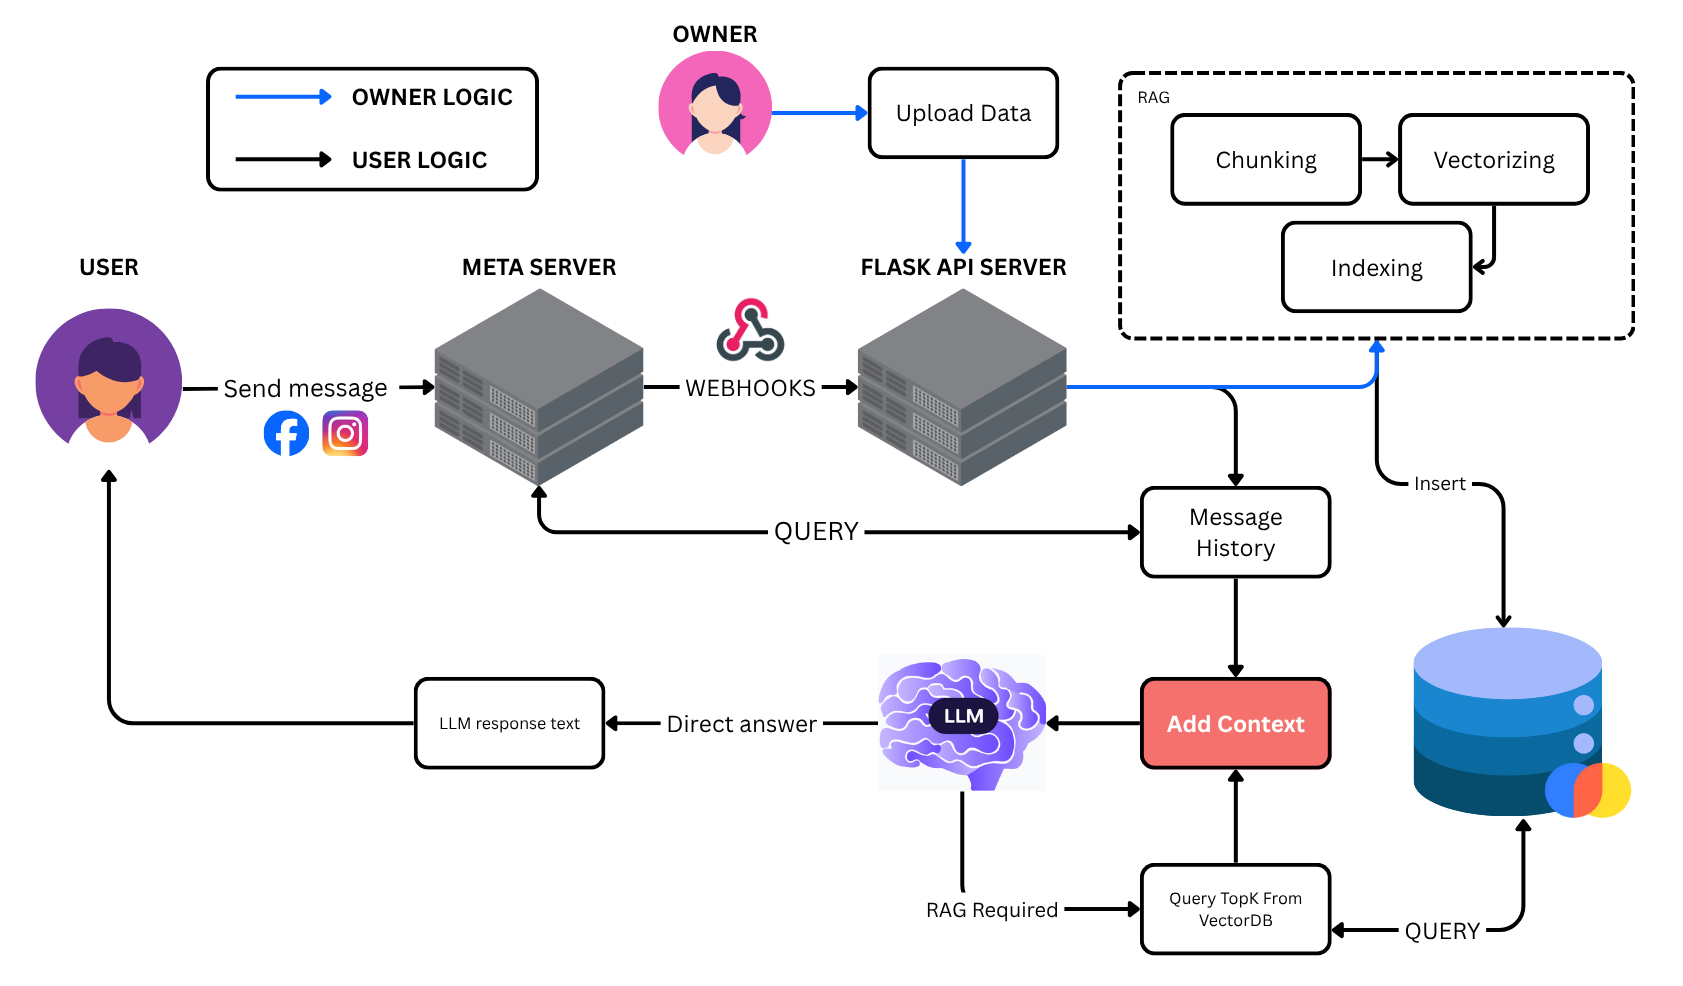 OWNER
OWNER LOGIC
USER LOGIC
Upload Data
RAG
Chunking
Vectorizing
Indexing
USER
META SERVER
FLASK API SERVER
Send message
WEBHOOKS
Insert
Message
History
QUERY
LLM response text
Direct answer
LLM
Add Context
RAG Required
Query TopK From
VectorDB
QUERY